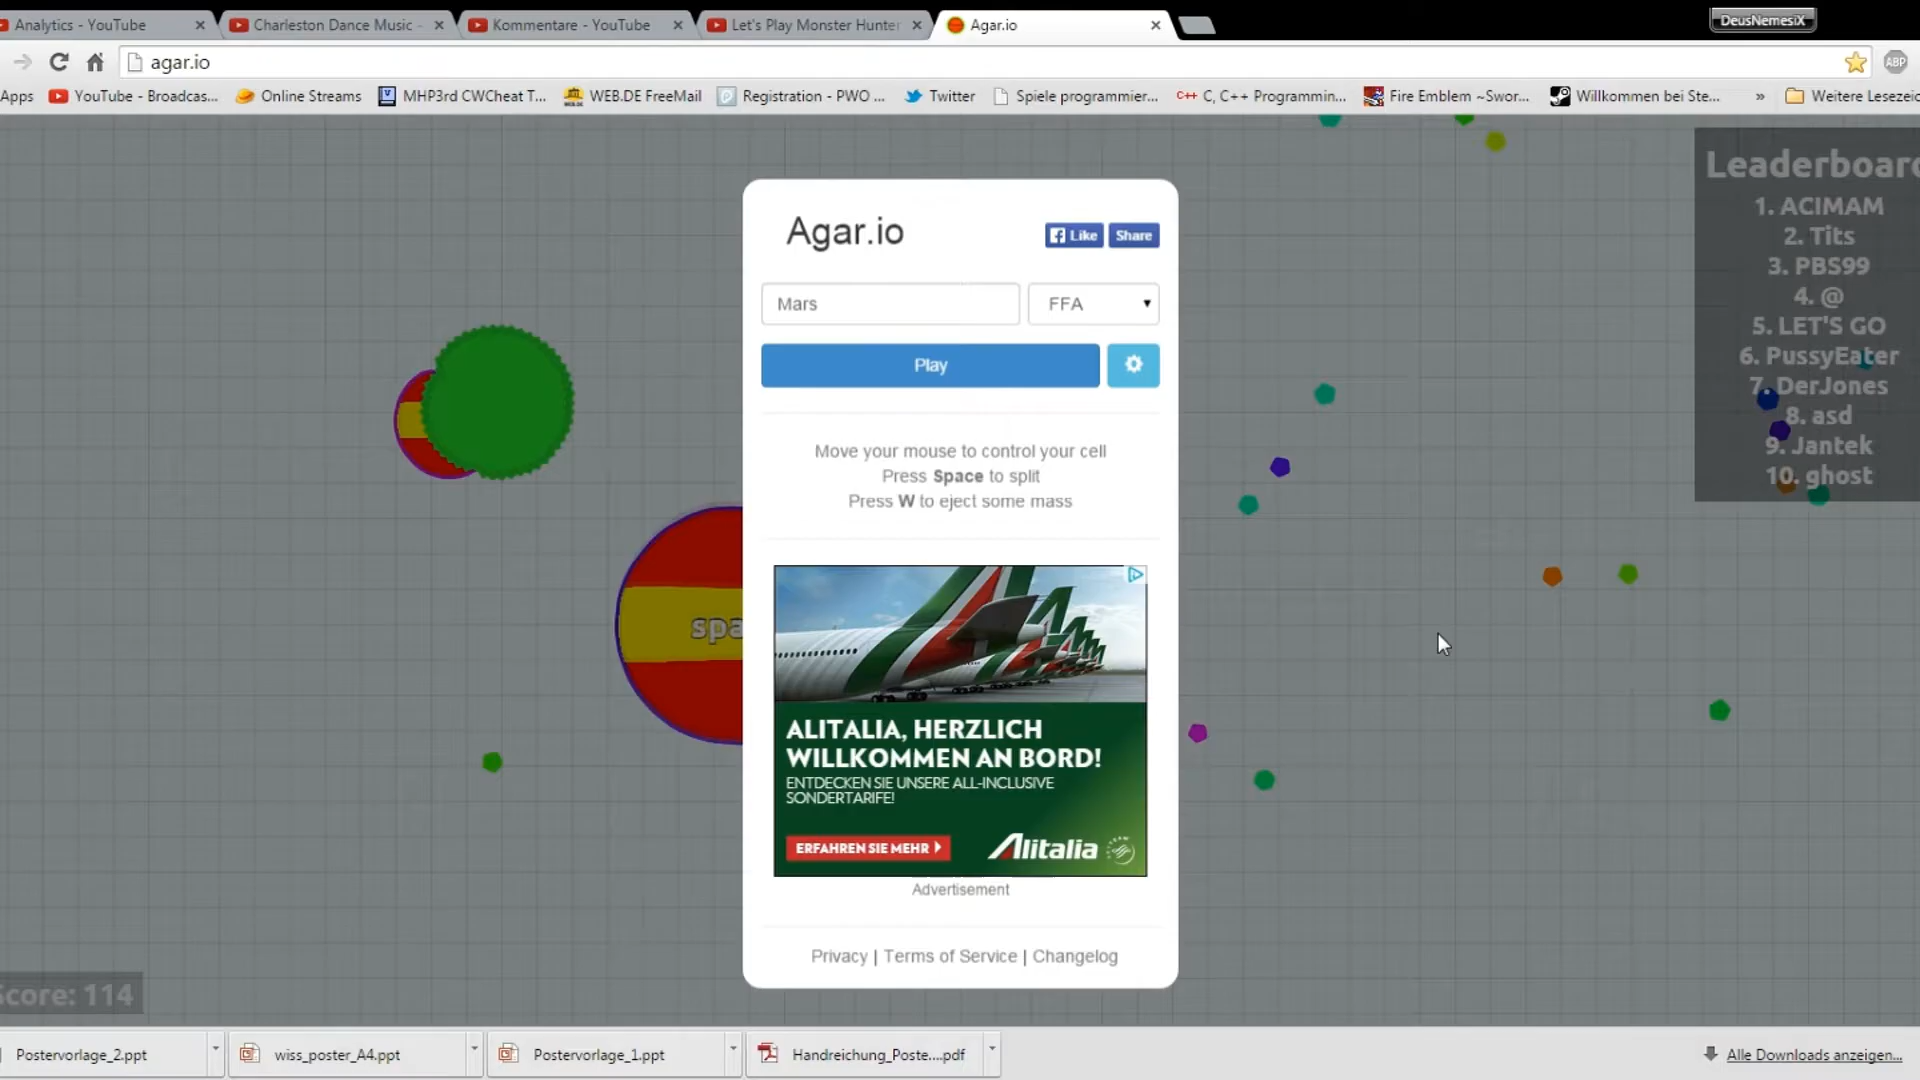 Analytics - YouTube
Charleston Dance Music -
Kommentare - YouTube
Let's Play Monster Hunter
Agar.io
DeusNemesiX
agar.io
ABP
Apps
YouTube - Broadcas...
Online Streams
MHP3rd CWCheat T...
WEB.DE FreeMail
Registration - PWO ...
Twitter
Spiele programmier...
C, C++ Programmin...
Fire Emblem ~Swor...
Willkommen bei Ste...
»
Weitere Lesezeic
Leaderboard
1. ACIMAM
2. Tits
3. PBS99
4. @
5. LET'S GO
6. PussyEater
7. DerJones
8. asd
9. Jantek
10. ghost
Agar.io
Like
Share
Mars
FFA
Play
Move your mouse to control your cell
Press Space to split
Press W to eject some mass
spa
ALITALIA, HERZLICH
WILLKOMMEN AN BORD!
ENTDECKEN SIE UNSERE ALL-INCLUSIVE
SONDERTARIFE!
ERFAHREN SIE MEHR
Alitalia
Advertisement
Privacy | Terms of Service | Changelog
Score: 114
Postervorlage_2.ppt
wiss_poster_A4.ppt
Postervorlage_1.ppt
Handreichung_Poste....pdf
Alle Downloads anzeigen...